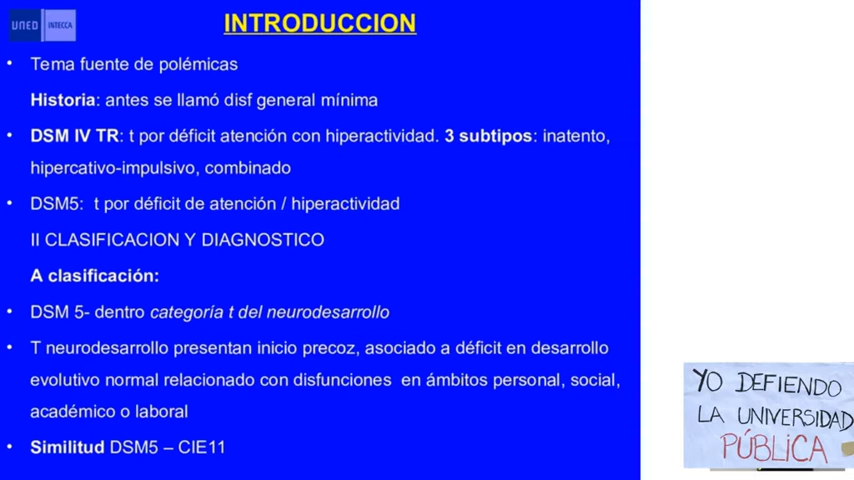 UNED INTECCA
INTRODUCCION
• Tema fuente de polémicas
Historia: antes se llamó disf general mínima
• DSM IV TR: t por déficit atención con hiperactividad. 3 subtipos: inatento,
hipercativo-impulsivo, combinado
• DSM5: t por déficit de atención / hiperactividad
II CLASIFICACION Y DIAGNOSTICO
A clasificación:
• DSM 5- dentro categoría t del neurodesarrollo
• T neurodesarrollo presentan inicio precoz, asociado a déficit en desarrollo
evolutivo normal relacionado con disfunciones en ámbitos personal, social,
académico o laboral
• Similitud DSM5 – CIE11
YO DEFIENDO
LA UNIVERSIDAD
PÚBLICA